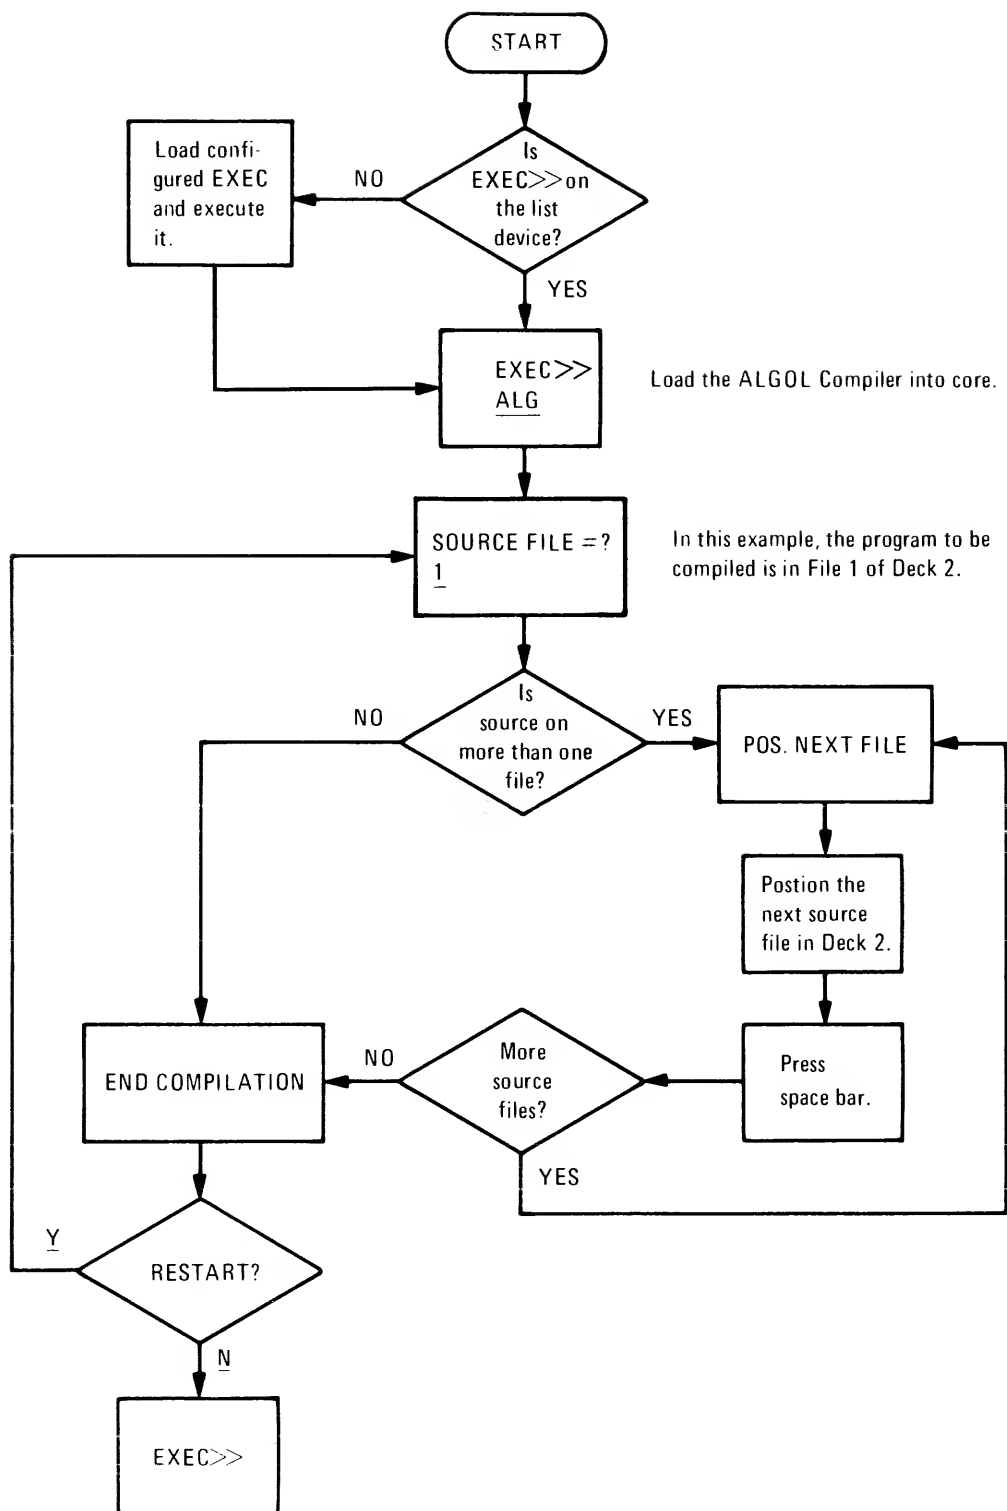 START
Is
EXEC>> on
the list
device?
NO
YES
Load confi-
gured EXEC
and execute
it.
EXEC>>
ALG
Load the ALGOL Compiler into core.
SOURCE FILE =?
1
In this example, the program to be
compiled is in File 1 of Deck 2.
Is
source on
more than one
file?
NO
YES
POS. NEXT FILE
Postion the
next source
file in Deck 2.
Press
space bar.
More
source
files?
NO
YES
END COMPILATION
RESTART?
Y
N
EXEC>>